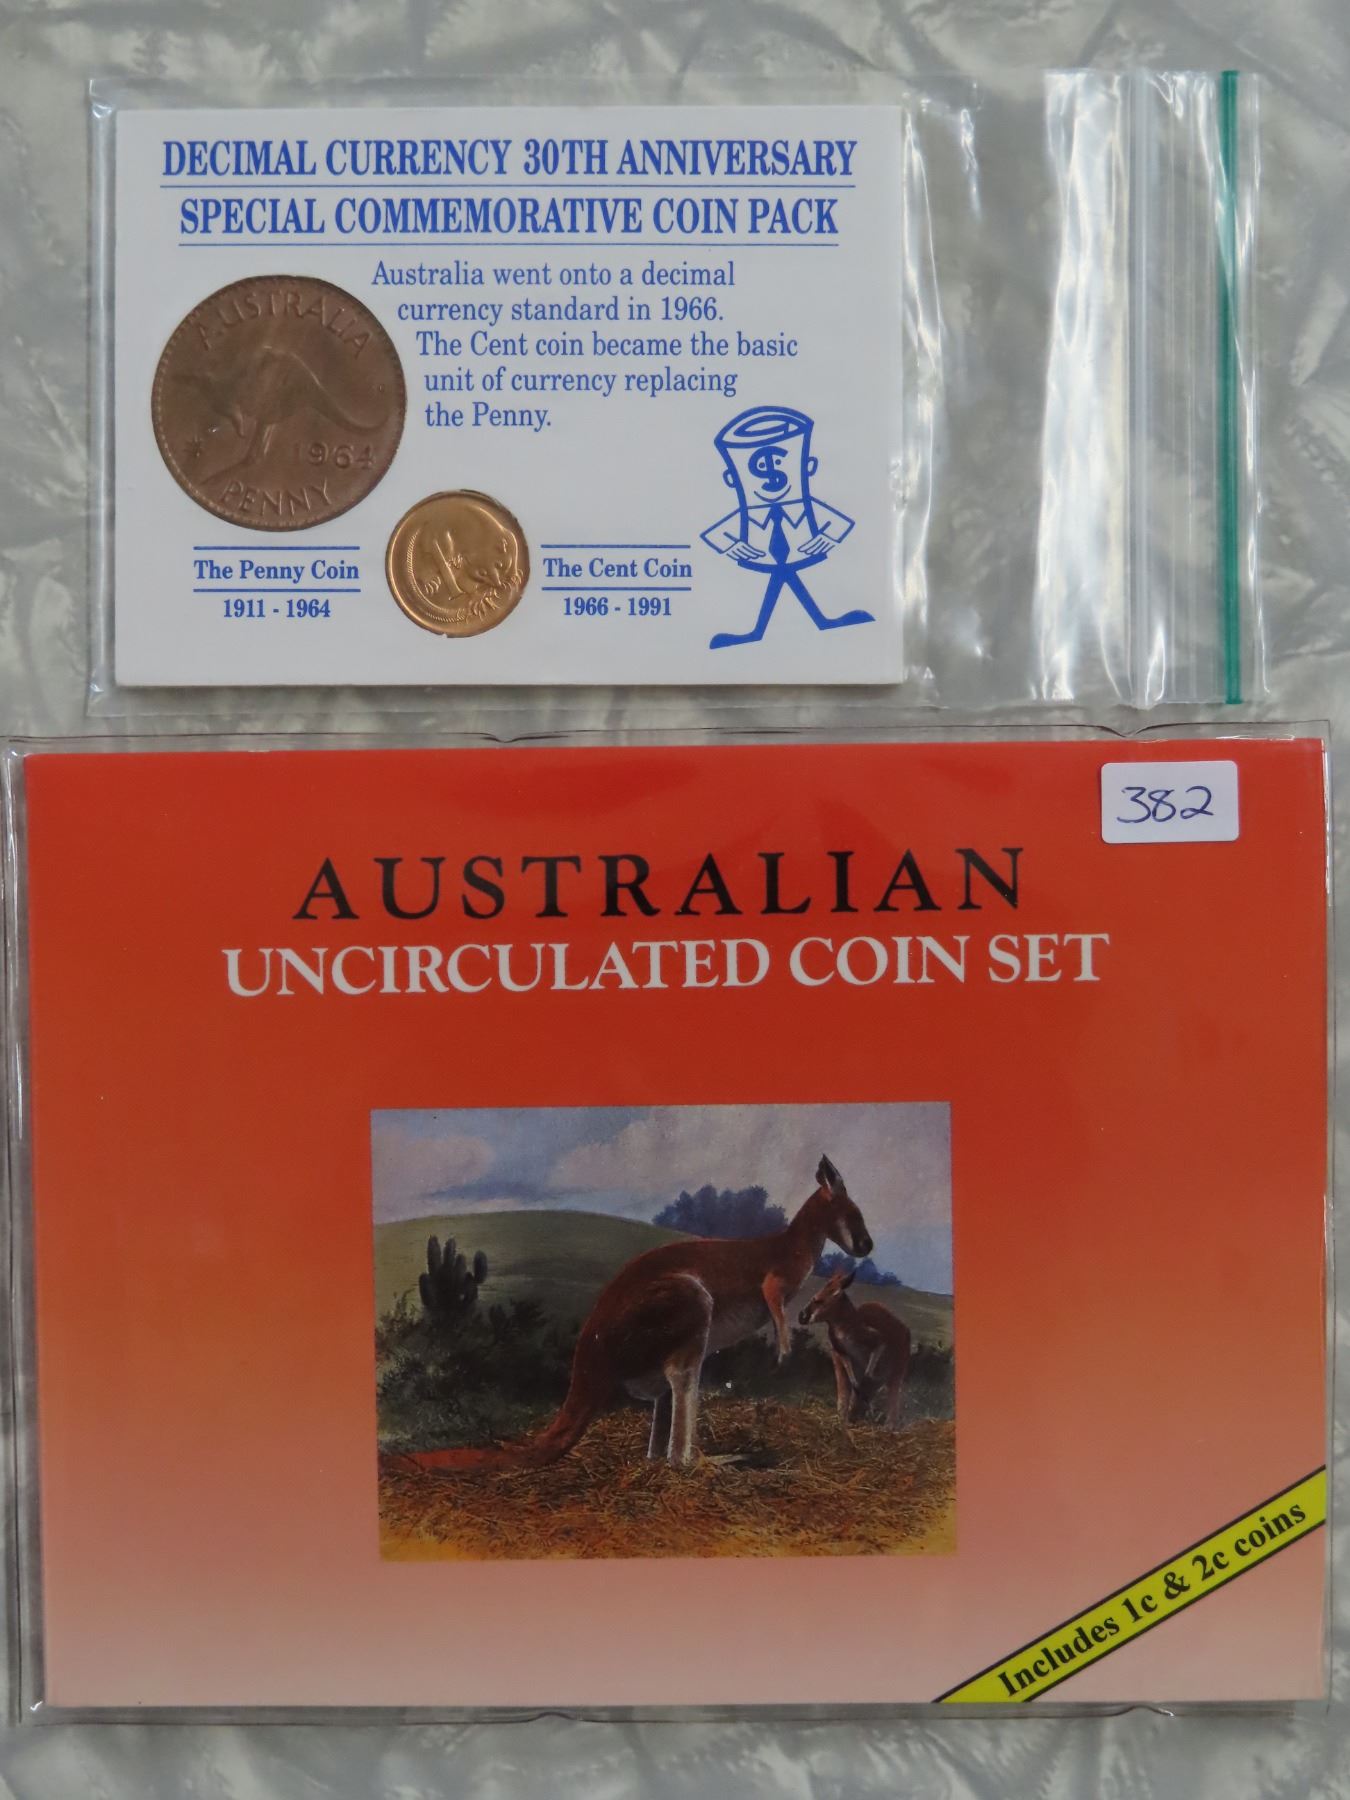 DECIMAL CURRENCY 30TH ANNIVERSARY
SPECIAL COMMEMORATIVE COIN PACK
Australia went onto a decimal
currency standard in 1966.
The Cent coin became the basic
unit of currency replacing
the Penny.
AUSTRALIA
1964
PENNY
The Penny Coin
1911 - 1964
1
The Cent Coin
1966 - 1991
$
382
AUSTRALIAN
UNCIRCULATED COIN SET
Includes 1c & 2c coins